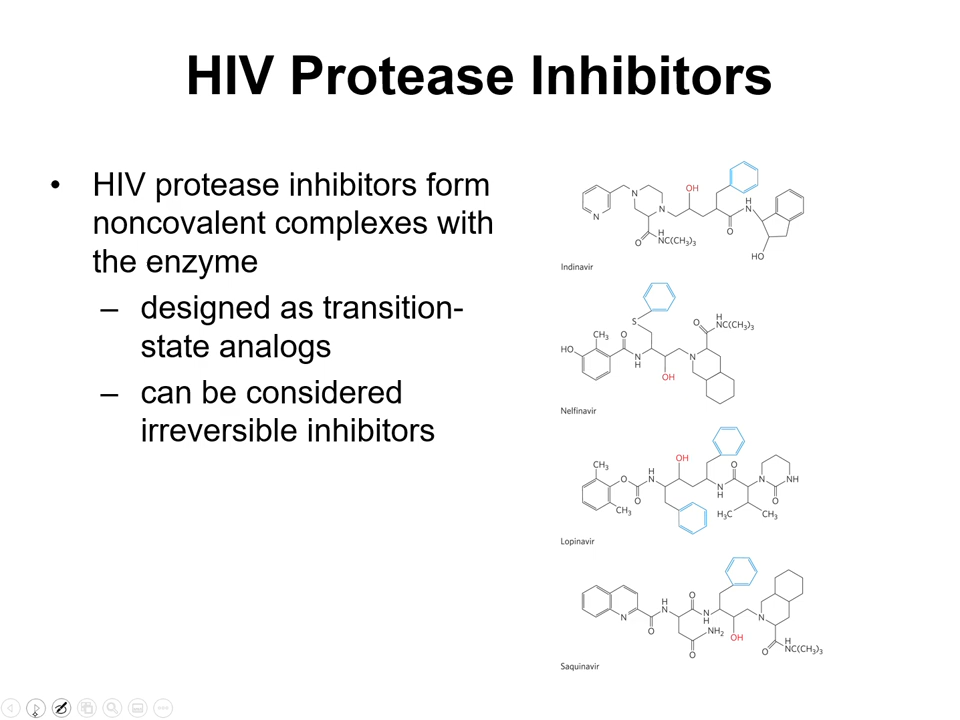 HIV Protease Inhibitors
• HIV protease inhibitors form
noncovalent complexes with
the enzyme
– designed as transition-
state analogs
– can be considered
irreversible inhibitors
OH
N
N
N
H
N
O
O
H
NC(CH₃)₃
HO
Indinavir
S
O
H
NC(CH₃)₃
CH₃
O
HO
N
H
N
OH
Nelfinavir
OH
CH₃
O
H
N
O
O
N
H
N
NH
O
CH₃
H₃C
CH₃
Lopinavir
O
H
N
N
H
N
N
O
NH₂
OH
O
O
H
NC(CH₃)₃
Saquinavir